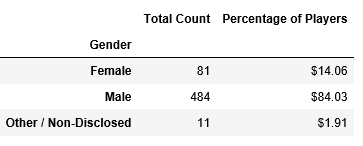 Total Count Percentage of Players
Gender
Female 81 $14.06
Male 484 $84.03
Other / Non-Disclosed 11 $1.91